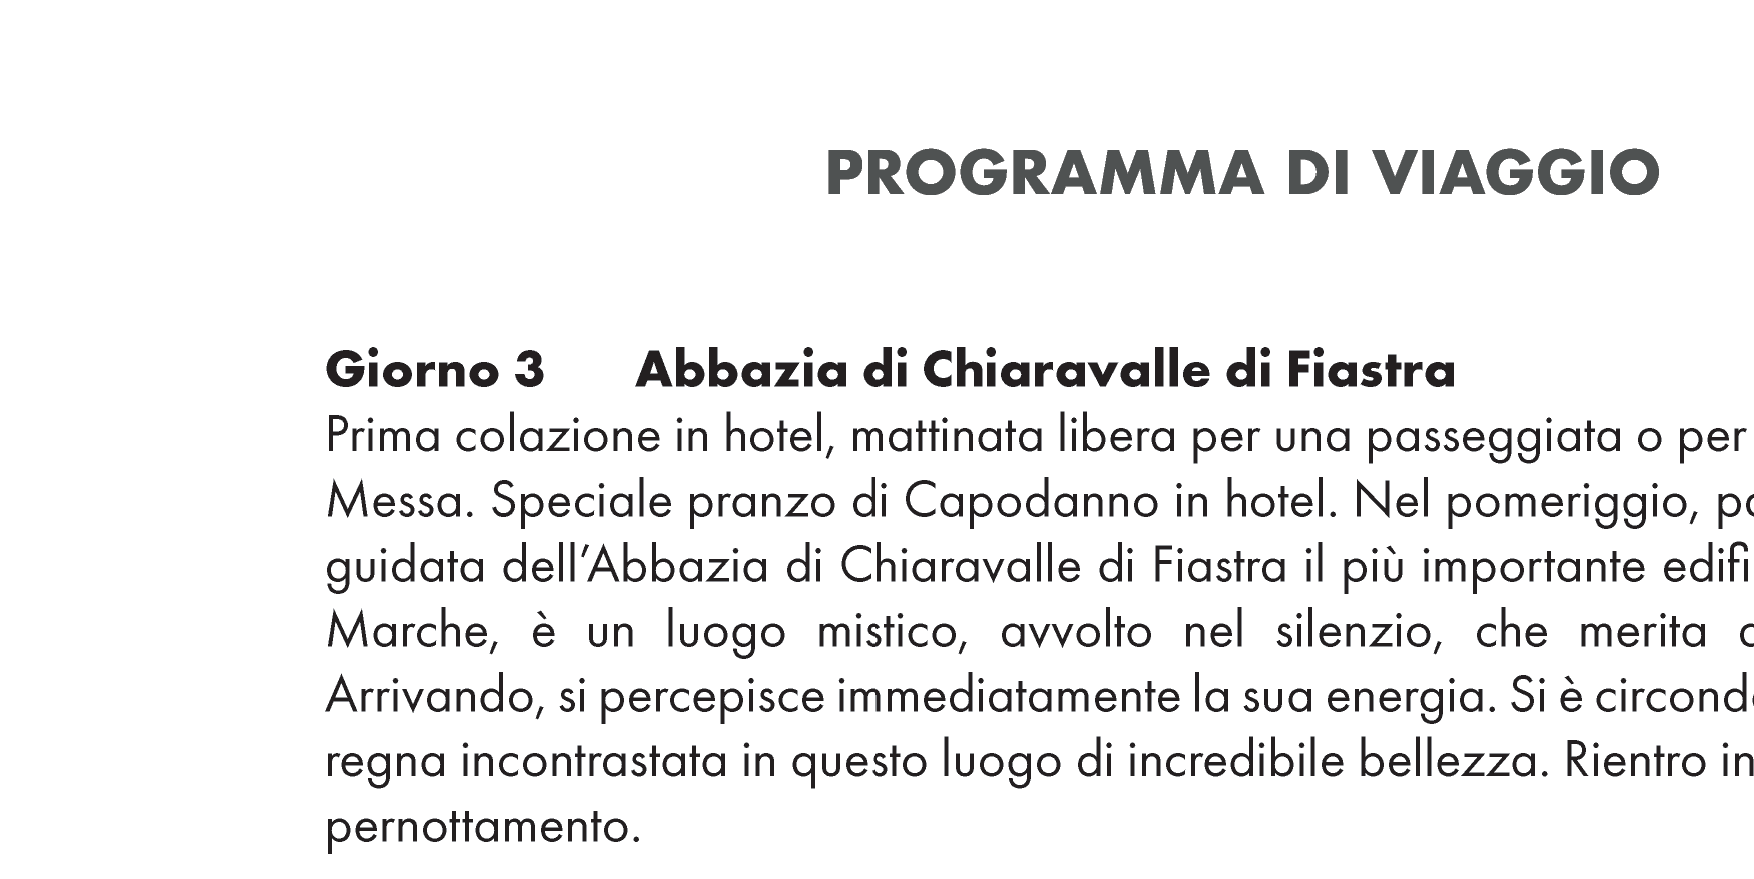 PROGRAMMA DI VIAGGIO
Giorno 3 Abbazia di Chiaravalle di Fiastra
Prima colazione in hotel, mattinata libera per una passeggiata o per
Messa. Speciale pranzo di Capodanno in hotel. Nel pomeriggio,
guidata dell’Abbazia di Chiaravalle di Fiastra il più importante
Marche, è un luogo mistico, avvolto nel silenzio, che merita
Arrivando, si percepisce immediatamente la sua energia. Si è
regna incontrastata in questo luogo di incredibile bellezza. Rientro in
pernottamento.